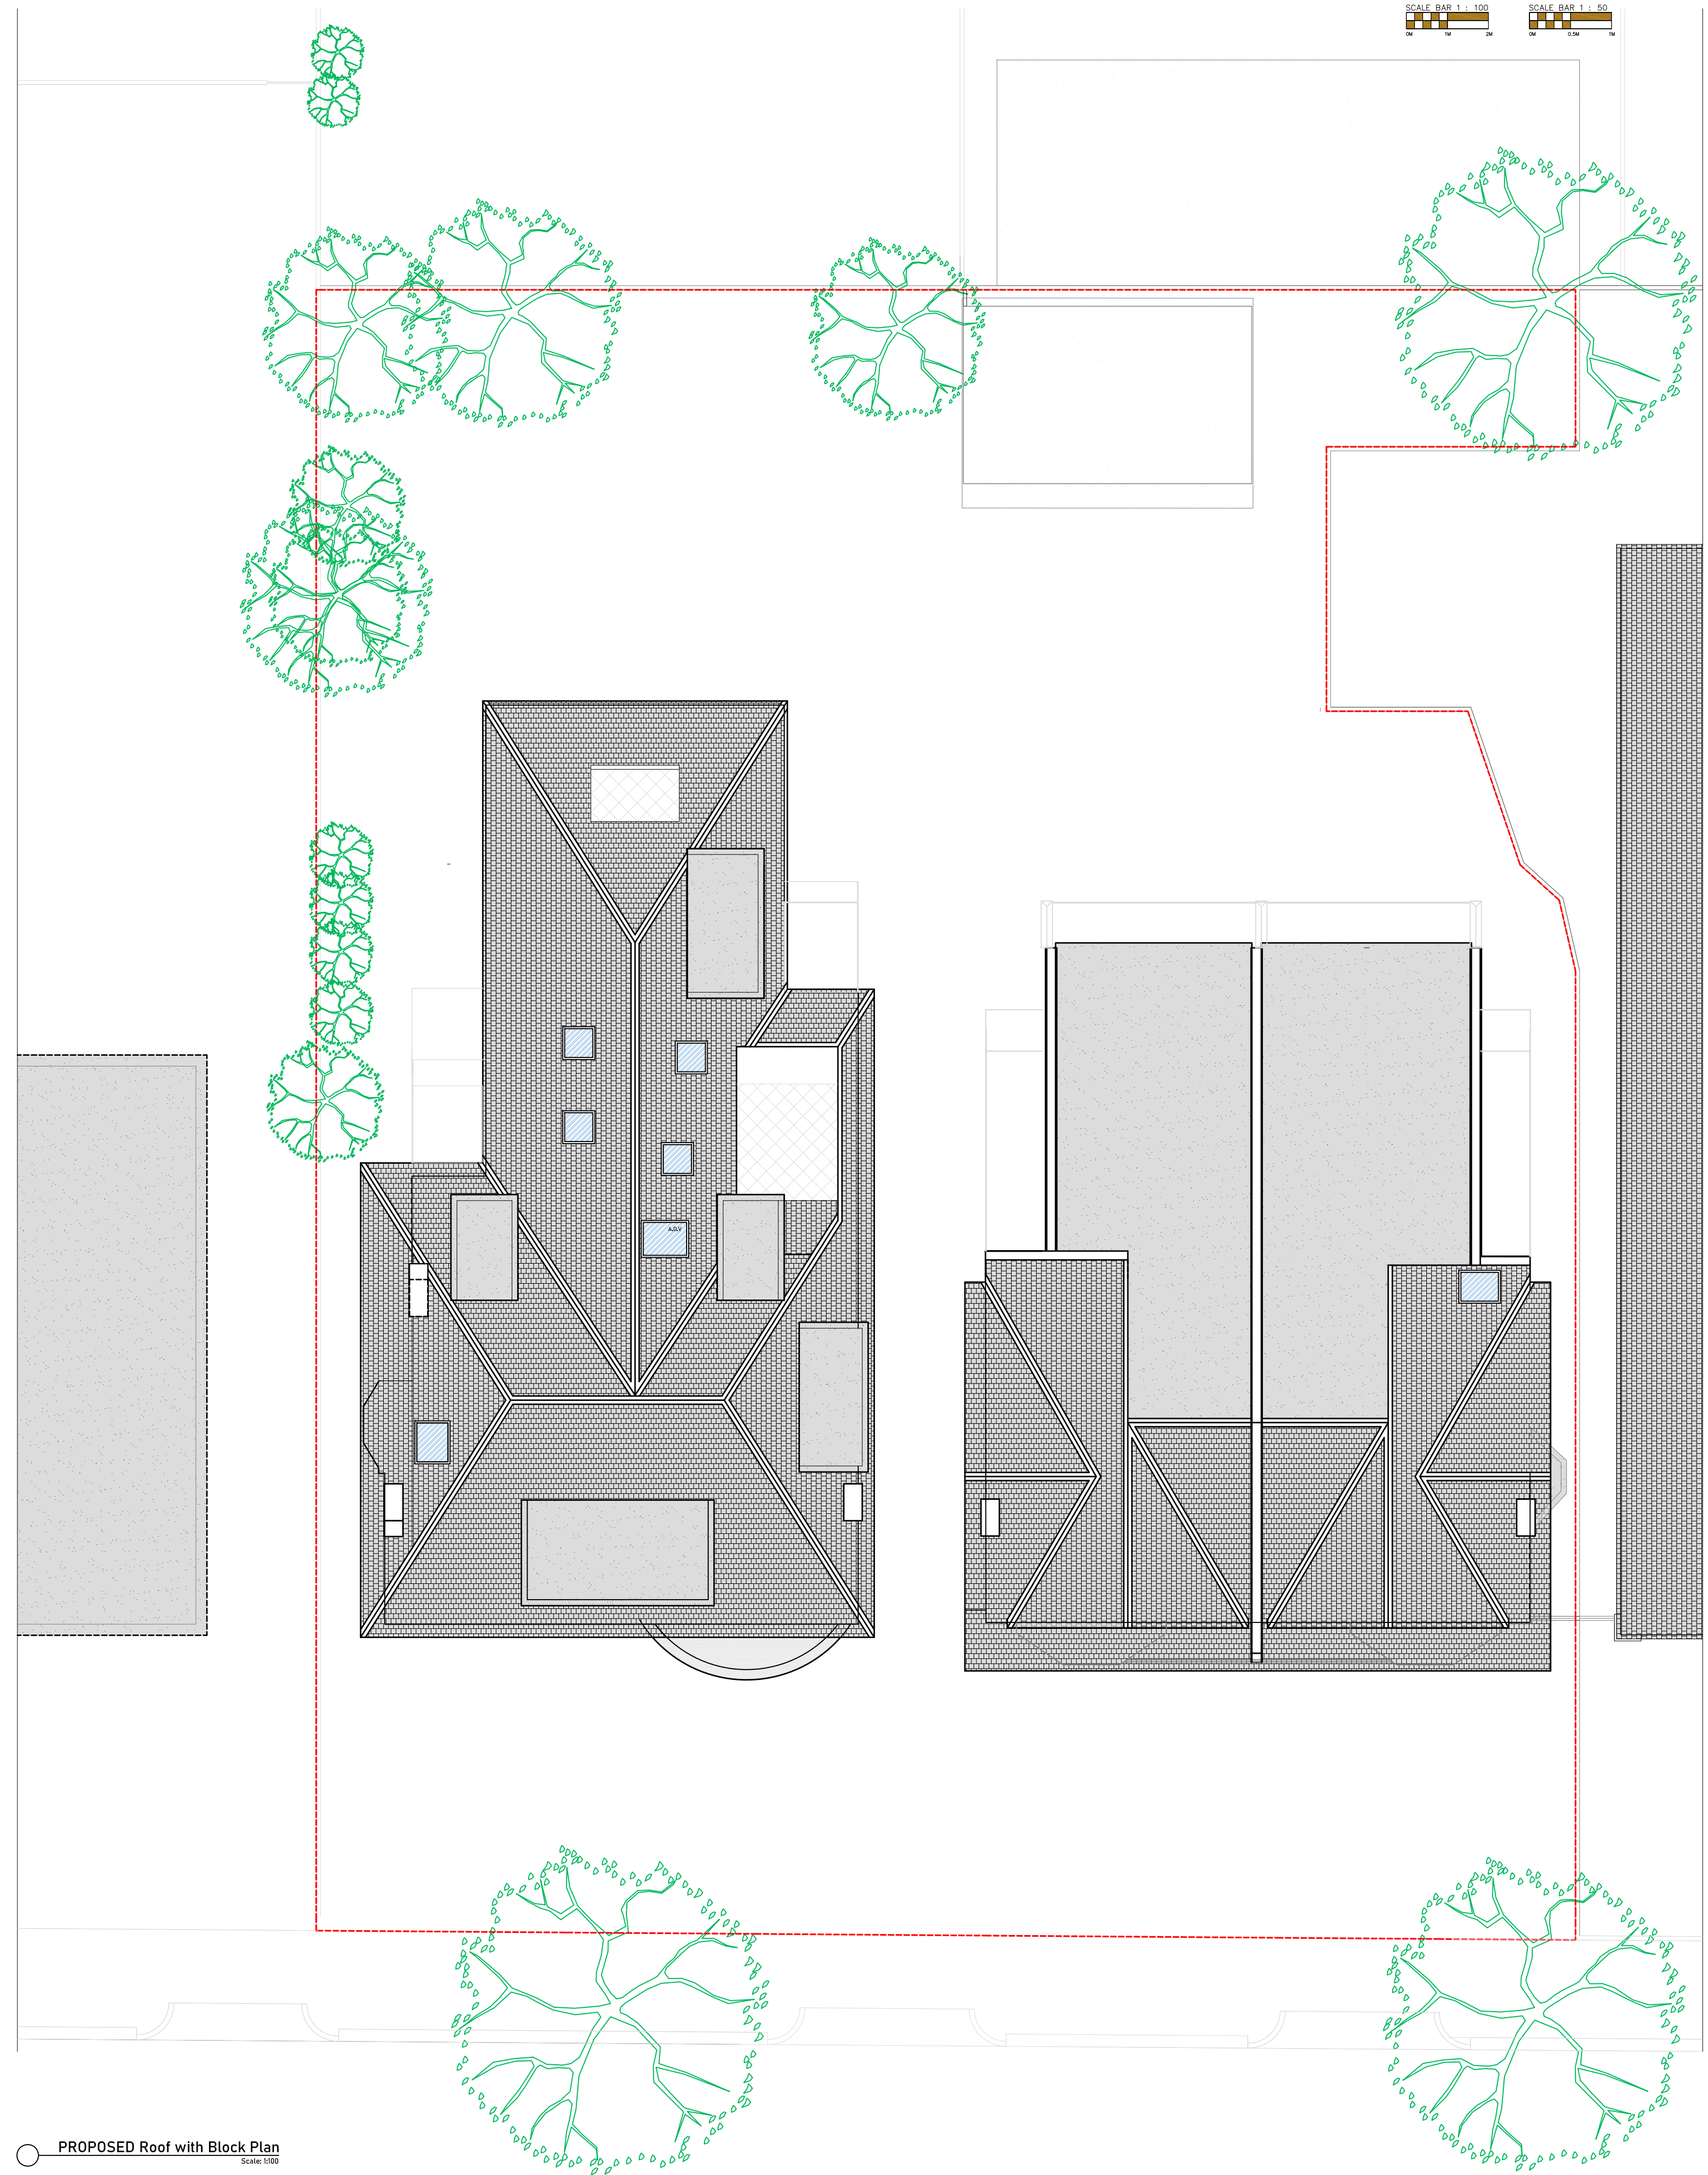 SCALE BAR 1 : 100
0M 1M 2M
SCALE BAR 1 : 50
0M 0.5M 1M
A.O.V
PROPOSED Roof with Block Plan
Scale: 1:100